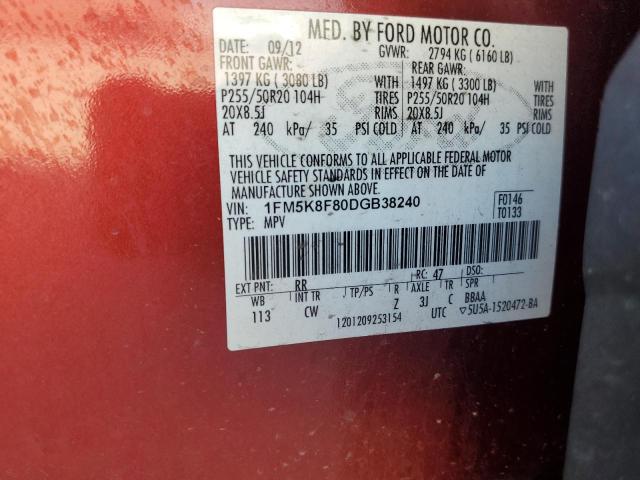 MFD. BY FORD MOTOR CO.
DATE: 09/12 GVWR: 2794 KG ( 6160 LB)
FRONT GAWR: REAR GAWR:
1397 KG ( 3080 LB) WITH 1497 KG ( 3300 LB)
P255/50R20 104H TIRES P255/50R20 104H
20X8.5J RIMS 20X8.5J
AT 240 kPa/ 35 PSI COLD AT 240 kPa/ 35 PSI COLD
THIS VEHICLE CONFORMS TO ALL APPLICABLE FEDERAL MOTOR
VEHICLE SAFETY STANDARDS IN EFFECT ON THE DATE OF
MANUFACTURE SHOWN ABOVE.
VIN: 1FM5K8F80DGB38240 F0146
TYPE: MPV T0133
EXT PNT: RR RC: 47 DSO:
WB INT TR TP/PS R AXLE TR SPR
113 CW Z 3J C BBAA
1201209253154 UTC ▽5U5A-1520472-BA